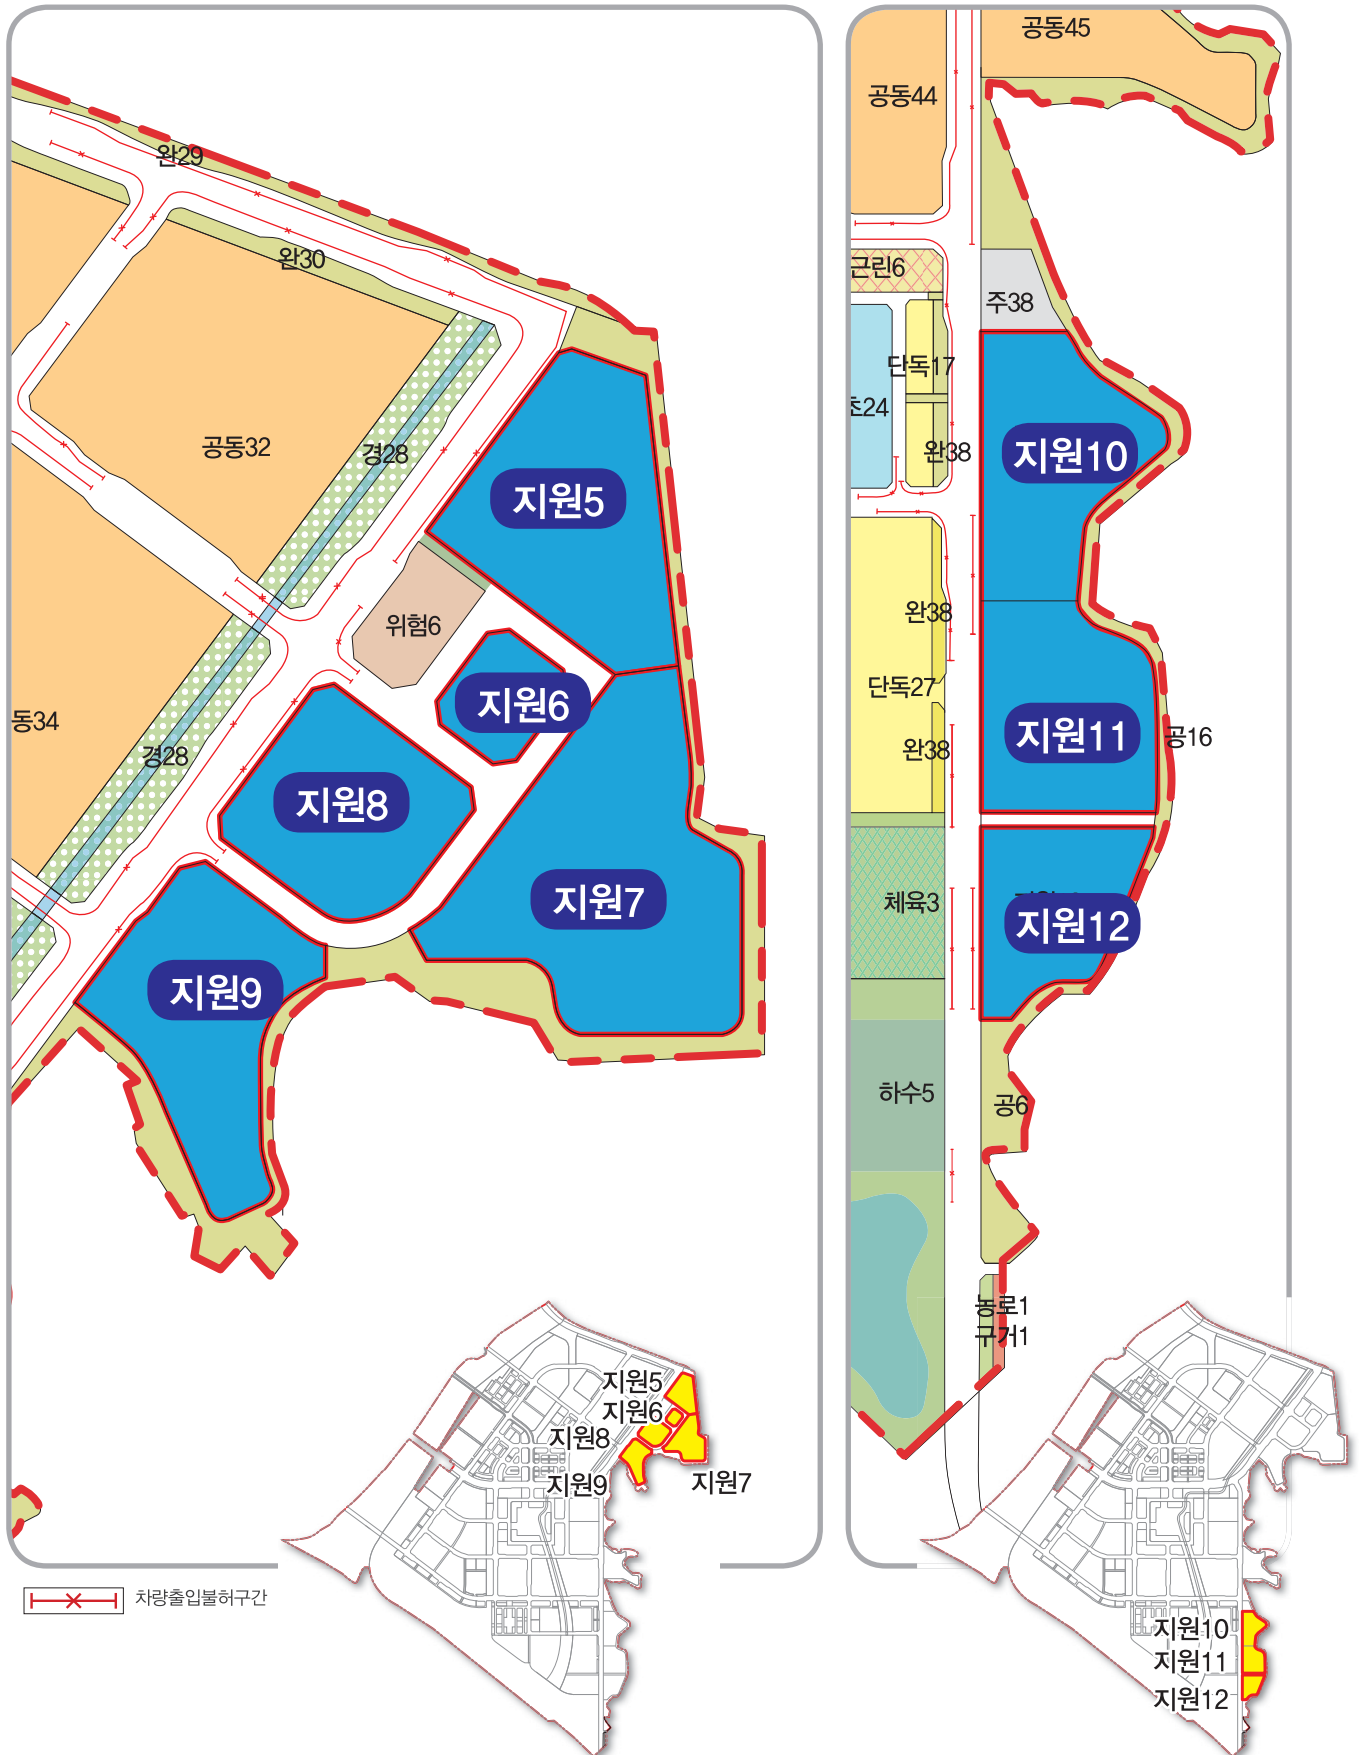 완29
완30
공동32
경28
지원5
위험6
지원6
동34
경28
지원8
지원7
지원9
지원5
지원6
지원8
지원9
지원7
차량출입불허구간
공동45
공동44
근린6
주38
단독17
초24
완38
지원10
완38
단독27
지원11
공16
완38
체육3
지원12
하수5
공6
농로1
구거1
지원10
지원11
지원12